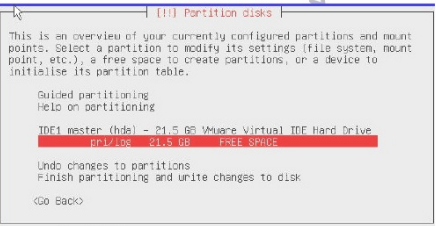 [!!] Partition disks
This is an overview of your currently configured partitions and mount
points. Select a partition to modify its settings (file system, mount
point, etc.), a free space to create partitions, or a device to
initialise its partition table.
Guided partitioning
Help on partitioning
IDE1 master (hda) - 21.5 GB VMware Virtual IDE Hard Drive
pri/log 21.5 GB FREE SPACE
Undo changes to partitions
Finish partitioning and write changes to disk
<Go Back>